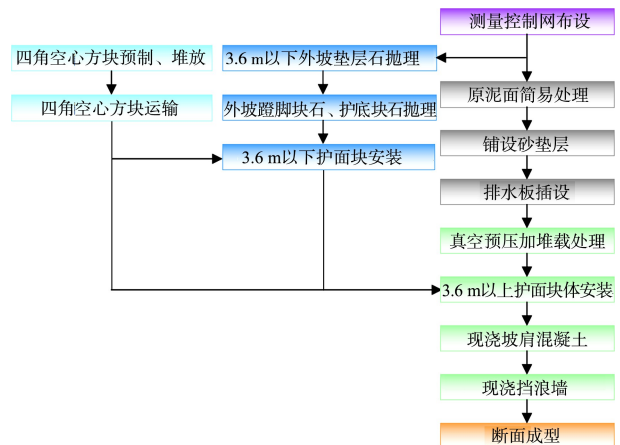 测量控制网布设
四角空心方块预制、堆放
3.6 m以下外坡垫层石抛理
原泥面简易处理
四角空心方块运输
外坡蹬脚块石、护底块石抛理
铺设砂垫层
3.6 m以下护面块安装
排水板插设
真空预压加堆载处理
3.6 m以上护面块体安装
现浇坡肩混凝土
现浇挡浪墙
断面成型